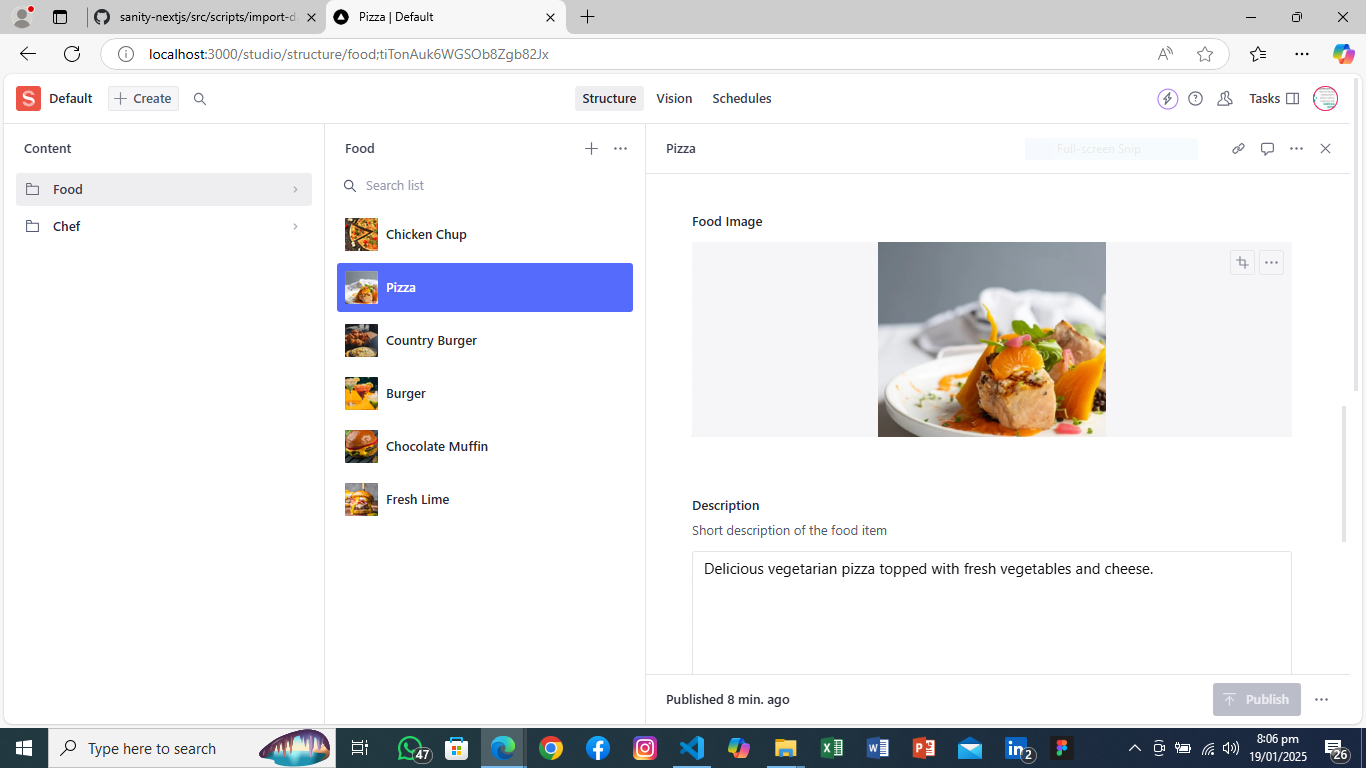 sanity-nextjs/src/scripts/import-d
Pizza | Default
localhost:3000/studio/structure/food;tiTonAuk6WGSOb8Zgb82Jx
S Default
Create
Structure
Vision
Schedules
Tasks
Content
Food
Chef
Food
Search list
Chicken Chup
Pizza
Country Burger
Burger
Chocolate Muffin
Fresh Lime
Pizza
Full-screen Snip
Food Image
Description
Short description of the food item
Delicious vegetarian pizza topped with fresh vegetables and cheese.
Published 8 min. ago
Publish
Type here to search
47
2
8:06 pm
19/01/2025
26